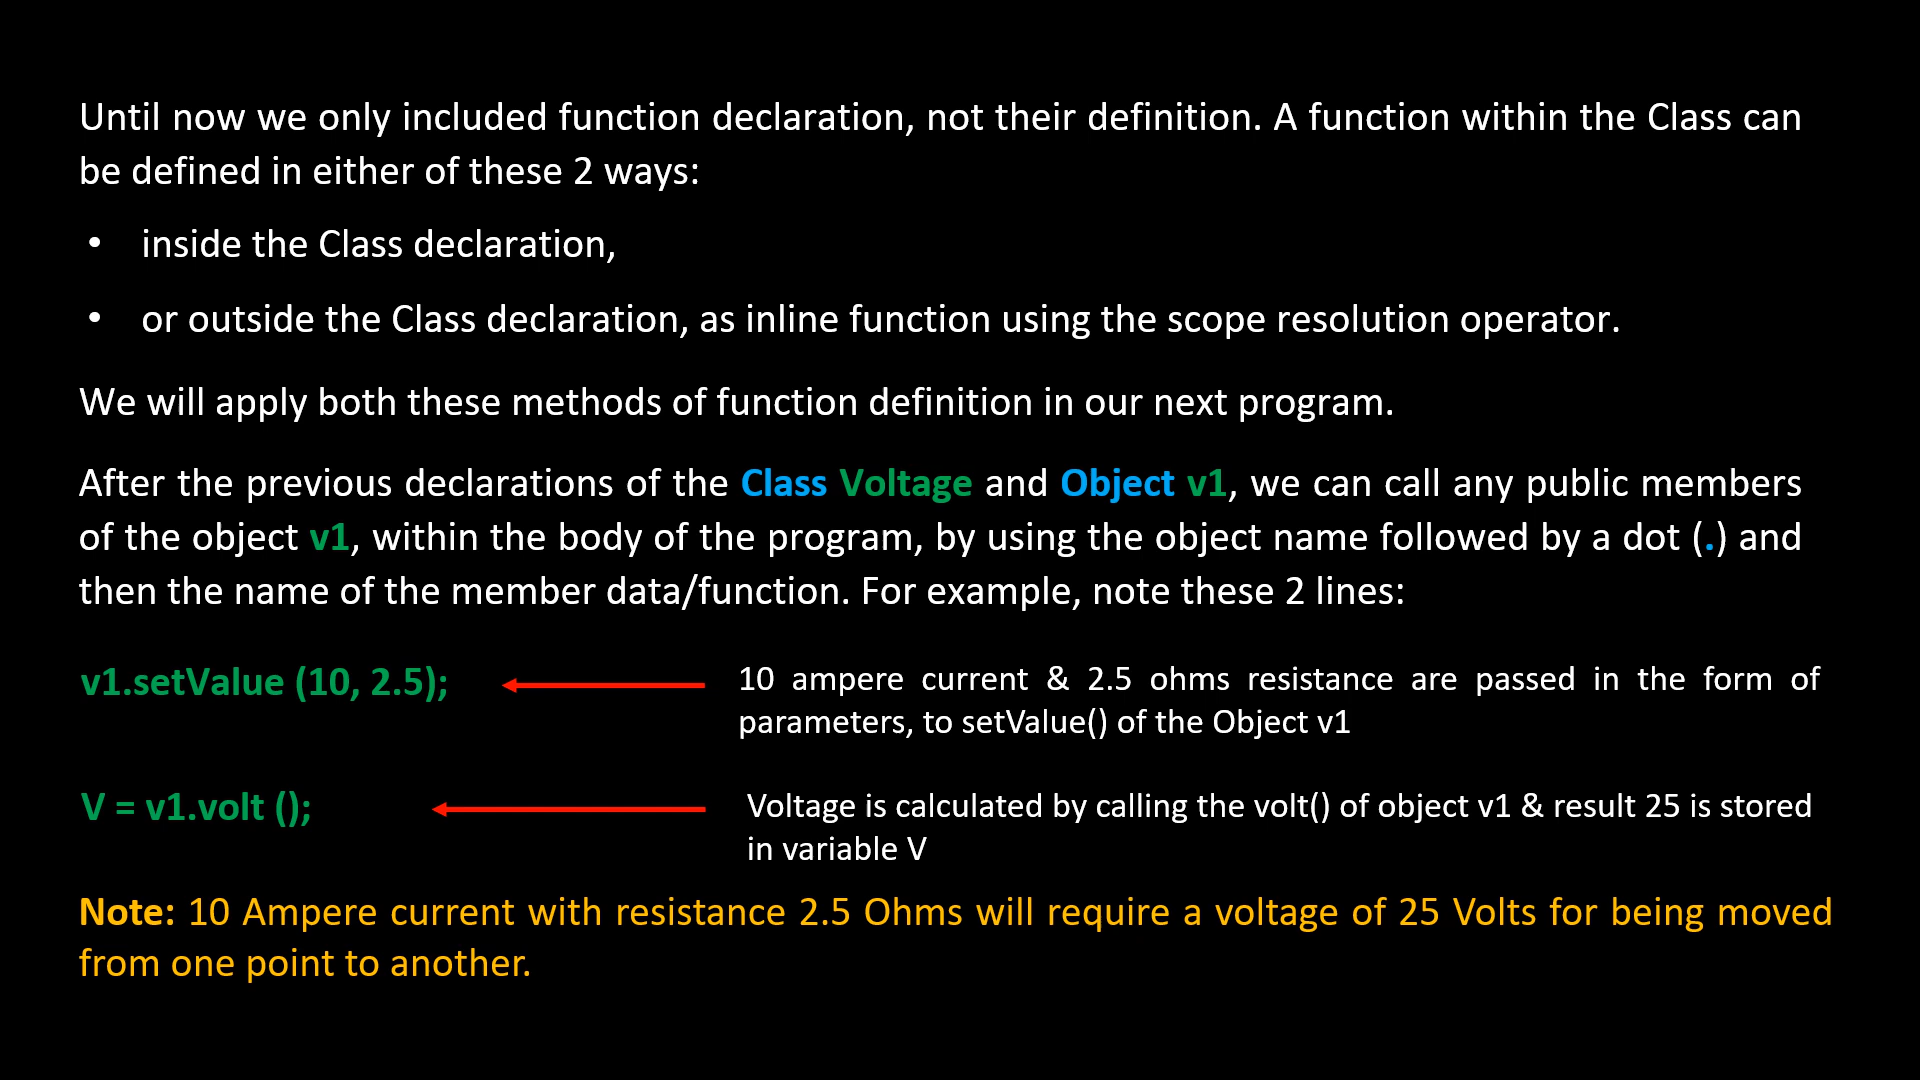 Until now we only included function declaration, not their definition. A function within the Class can
be defined in either of these 2 ways:
• inside the Class declaration,
• or outside the Class declaration, as inline function using the scope resolution operator.
We will apply both these methods of function definition in our next program.
After the previous declarations of the Class Voltage and Object v1, we can call any public members
of the object v1, within the body of the program, by using the object name followed by a dot (.) and
then the name of the member data/function. For example, note these 2 lines:
v1.setValue (10, 2.5);
10 ampere current & 2.5 ohms resistance are passed in the form of
parameters, to setValue() of the Object v1
V = v1.volt ();
Voltage is calculated by calling the volt() of object v1 & result 25 is stored
in variable V
Note: 10 Ampere current with resistance 2.5 Ohms will require a voltage of 25 Volts for being moved
from one point to another.